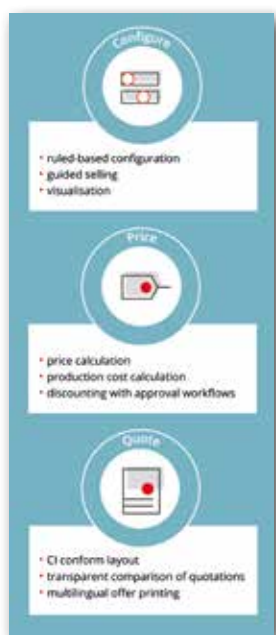 Configure
• ruled-based configuration
• guided selling
• visualisation
Price
• price calculation
• production cost calculation
• discounting with approval workflows
Quote
• CI conform layout
• transparent comparison of quotations
• multilingual offer printing